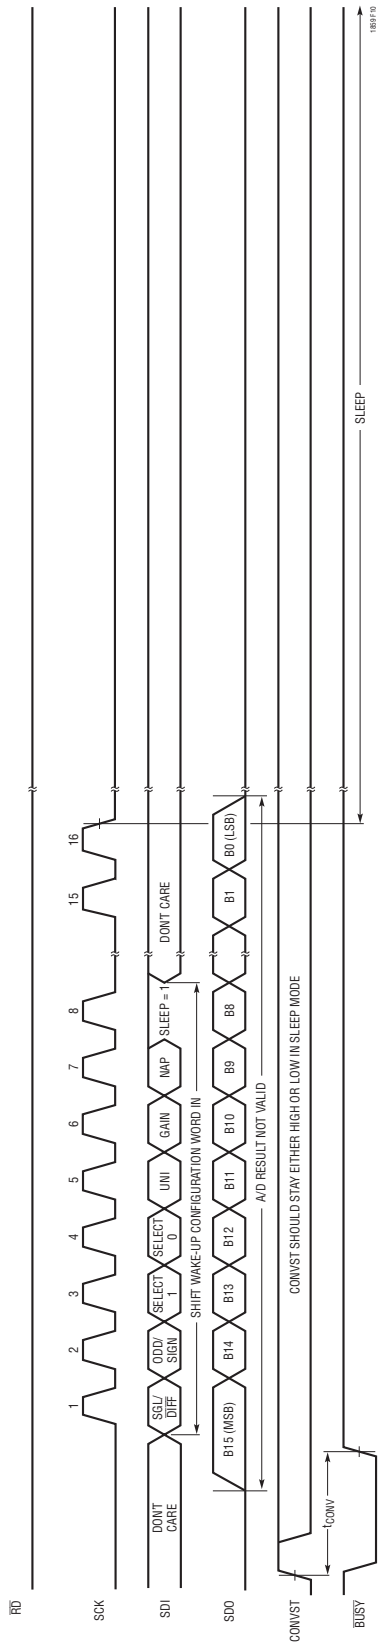 RD
SCK
1
2
3
4
5
6
7
8
15
16
SDI
DON'T
CARE
SGL/
DIFF
ODD/
SIGN
SELECT
1
SELECT
0
UNI
GAIN
NAP
SLEEP = 1
DON'T CARE
SHIFT WAKE-UP CONFIGURATION WORD IN
SDO
B15 (MSB)
B14
B13
B12
B11
B10
B9
B8
B1
B0 (LSB)
A/D RESULT NOT VALID
CONVST
CONVST SHOULD STAY EITHER HIGH OR LOW IN SLEEP MODE
tCONV
BUSY
SLEEP
1859 F10